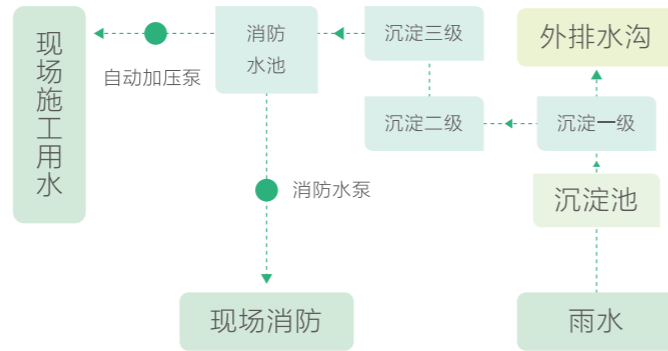 现场施工用水
自动加压泵
消防
水池
沉淀三级
外排水沟
沉淀二级
沉淀一级
消防水泵
沉淀池
现场消防
雨水